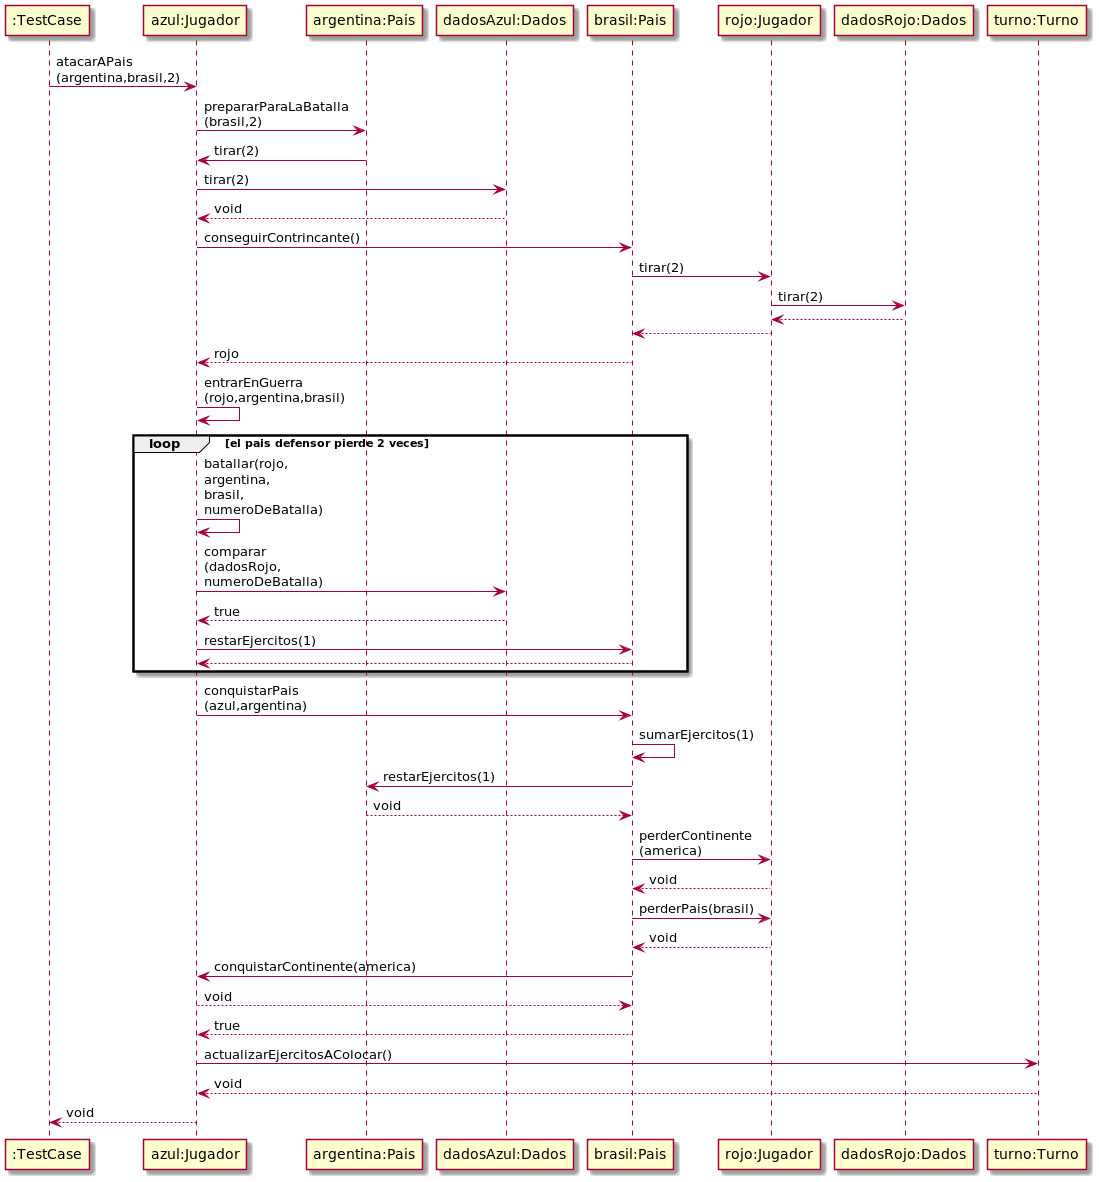 :TestCase
azul:Jugador
argentina:Pais
dadosAzul:Dados
brasil:Pais
rojo:Jugador
dadosRojo:Dados
turno:Turno
atacarAPais
(argentina,brasil,2)
prepararParaLaBatalla
(brasil,2)
tirar(2)
tirar(2)
void
conseguirContrincante()
tirar(2)
tirar(2)
rojo
entrarEnGuerra
(rojo,argentina,brasil)
loop
[el pais defensor pierde 2 veces]
batallar(rojo,
argentina,
brasil,
numeroDeBatalla)
comparar
(dadosRojo,
numeroDeBatalla)
true
restarEjercitos(1)
conquistarPais
(azul,argentina)
sumarEjercitos(1)
restarEjercitos(1)
void
perderContinente
(america)
void
perderPais(brasil)
void
conquistarContinente(america)
void
true
actualizarEjercitosAColocar()
void
void
:TestCase
azul:Jugador
argentina:Pais
dadosAzul:Dados
brasil:Pais
rojo:Jugador
dadosRojo:Dados
turno:Turno